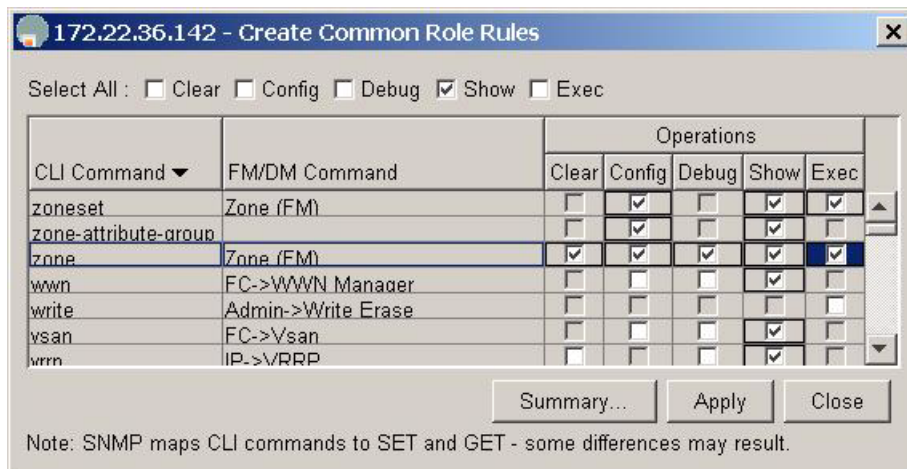 172.22.36.142 - Create Common Role Rules
Select All : Clear Config Debug Show Exec
Operations
CLI Command FM/DM Command Clear Config Debug Show Exec
zoneset Zone (FM)
zone-attribute-group
zone Zone (FM)
wwn FC->WWN Manager
write Admin->Write Erase
vsan FC->Vsan
vrrp IP->VRRP
Summary... Apply Close
Note: SNMP maps CLI commands to SET and GET - some differences may result.